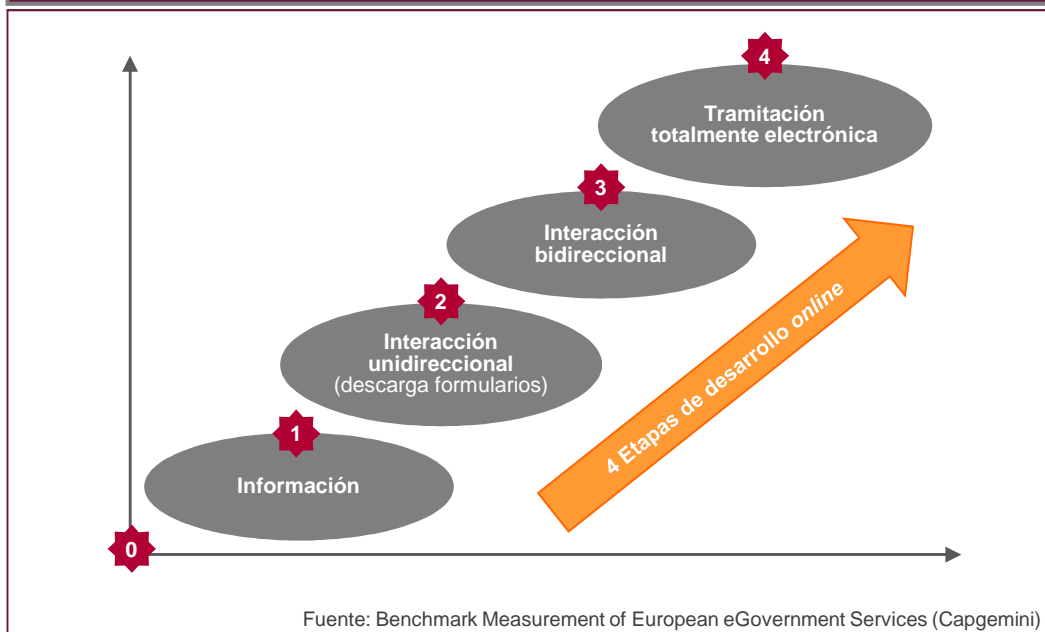 4
Tramitación
totalmente electrónica
3
Interacción
bidireccional
2
Interacción
unidireccional
(descarga formularios)
1
Información
0
4 Etapas de desarrollo online
Fuente: Benchmark Measurement of European eGovernment Services (Capgemini)